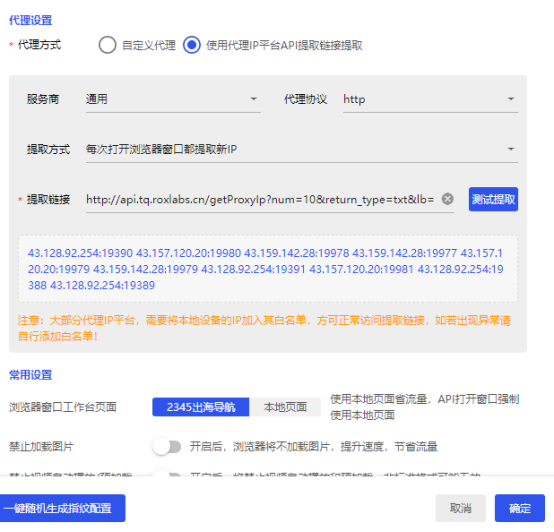 代理设置
* 代理方式 自定义代理 使用代理IP平台API提取链接提取
服务商 通用 代理协议 http
提取方式 每次打开浏览器窗口都提取新IP
* 提取链接 http://api.tq.roxlabs.cn/getProxyIp?num=10&return_type=txt&lb= 测试提取
43.128.92.254:19390 43.157.120.20:19980 43.159.142.28:19978 43.159.142.28:19977 43.157.1
20.20:19979 43.159.142.28:19979 43.128.92.254:19391 43.157.120.20:19981 43.128.92.254:19
388 43.128.92.254:19389
注意：大部分代理IP平台，需要将本地设备的IP加入其白名单，方可正常访问提取链接，如若出现异常请
自行添加白名单！
常用设置
浏览器窗口工作台页面 2345出海导航 本地页面 使用本地页面省流量，API打开窗口强制
使用本地页面
禁止加载图片 开启后，浏览器将不加载图片，提升速度，节省流量
一键随机生成指纹配置 取消 确定